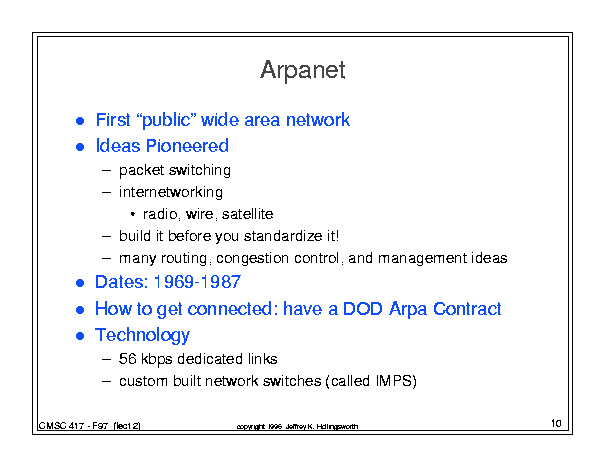 Arpanet
● First “public” wide area network
● Ideas Pioneered
– packet switching
– internetworking
• radio, wire, satellite
– build it before you standardize it!
– many routing, congestion control, and management ideas
● Dates: 1969-1987
● How to get connected: have a DOD Arpa Contract
● Technology
– 56 kbps dedicated links
– custom built network switches (called IMPS)
CMSC 417 - F97 (lect 2)
copyright 1996 Jeffrey K. Hollingsworth
10